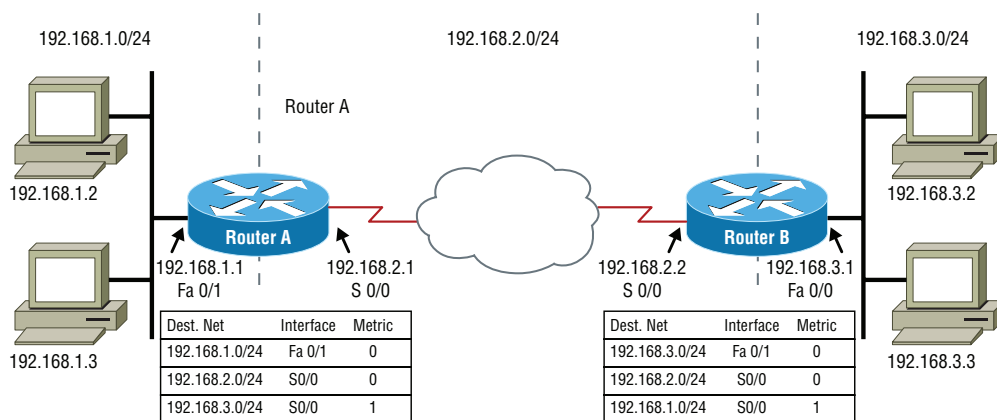 192.168.1.0/24
192.168.2.0/24
192.168.3.0/24
Router A
192.168.1.2
192.168.3.2
Router A
Router B
192.168.1.1
Fa 0/1
192.168.2.1
S 0/0
192.168.2.2
S 0/0
192.168.3.1
Fa 0/0
192.168.1.3
192.168.3.3
Dest. Net Interface Metric
192.168.1.0/24 Fa 0/1 0
192.168.2.0/24 S0/0 0
192.168.3.0/24 S0/0 1
Dest. Net Interface Metric
192.168.3.0/24 Fa 0/1 0
192.168.2.0/24 S0/0 0
192.168.1.0/24 S0/0 1